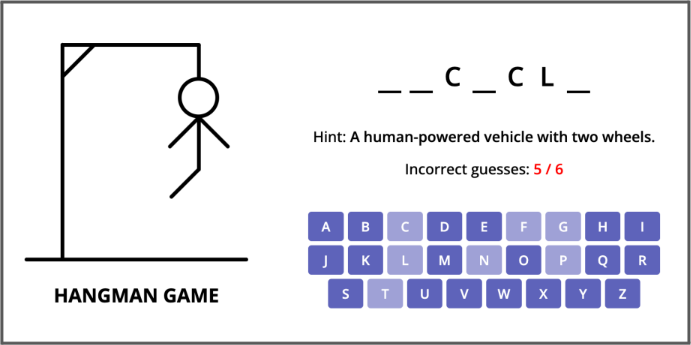 _ _ C _ C L _
Hint: A human-powered vehicle with two wheels.
Incorrect guesses: 5 / 6
A B C D E F G H I
J K L M N O P Q R
S T U V W X Y Z
HANGMAN GAME